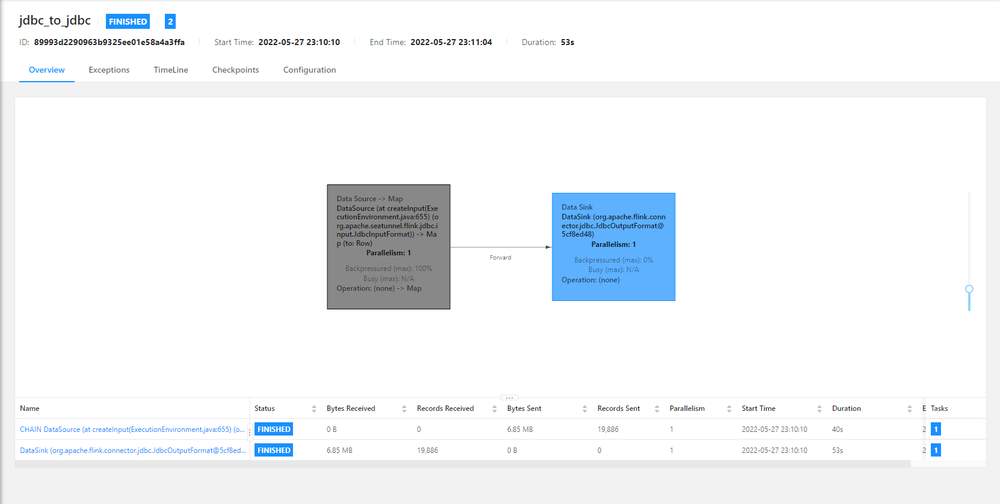 jdbc_to_jdbc FINISHED 2
ID: 89993d2290963b9325ee01e58a4a3ffa Start Time: 2022-05-27 23:10:10 End Time: 2022-05-27 23:11:04 Duration: 53s
Overview Exceptions TimeLine Checkpoints Configuration
Data Source -> Map
DataSource (at createInput(Exe
cutionEnvironment.java:655) (o
rg.apache.seatunnel.flink.jdbc.i
nput.JdbcInputFormat)) -> Ma
p (to: Row)
Parallelism: 1
Backpressured (max): 100%
Busy (max): N/A
Operation: (none) -> Map
Forward
Data Sink
DataSink (org.apache.flink.conn
ector.jdbc.JdbcOutputFormat@
5cf8ed48)
Parallelism: 1
Backpressured (max): 0%
Busy (max): N/A
Operation: (none)
Name Status Bytes Received Records Received Bytes Sent Records Sent Parallelism Start Time Duration E Tasks
CHAIN DataSource (at createInput(ExecutionEnvironment.java:655) (o... FINISHED 0 B 0 6.85 MB 19,886 1 2022-05-27 23:10:10 40s 2 1
DataSink (org.apache.flink.connector.jdbc.JdbcOutputFormat@5cf8ed... FINISHED 6.85 MB 19,886 0 B 0 1 2022-05-27 23:10:10 53s 2 1